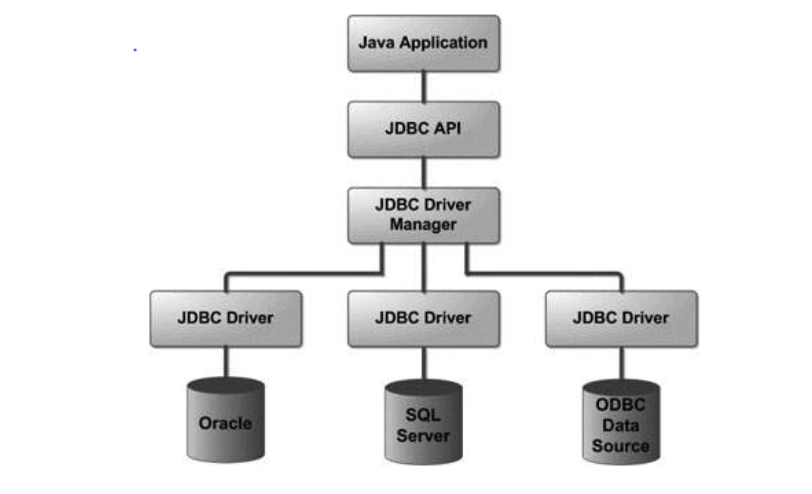 Java Application
JDBC API
JDBC Driver
Manager
JDBC Driver
JDBC Driver
JDBC Driver
Oracle
SQL
Server
ODBC
Data
Source